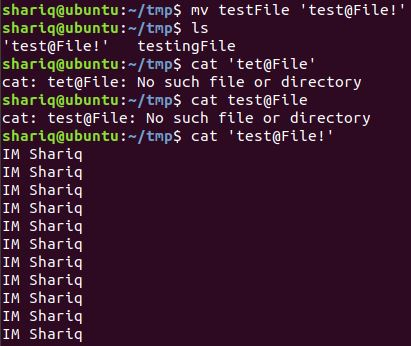 shariq@ubuntu:~/tmp$ mv testFile 'test@File!'
shariq@ubuntu:~/tmp$ ls
'test@File!'   testingFile
shariq@ubuntu:~/tmp$ cat 'tet@File'
cat: tet@File: No such file or directory
shariq@ubuntu:~/tmp$ cat test@File
cat: test@File: No such file or directory
shariq@ubuntu:~/tmp$ cat 'test@File!'
IM Shariq
IM Shariq
IM Shariq
IM Shariq
IM Shariq
IM Shariq
IM Shariq
IM Shariq
IM Shariq
IM Shariq
IM Shariq